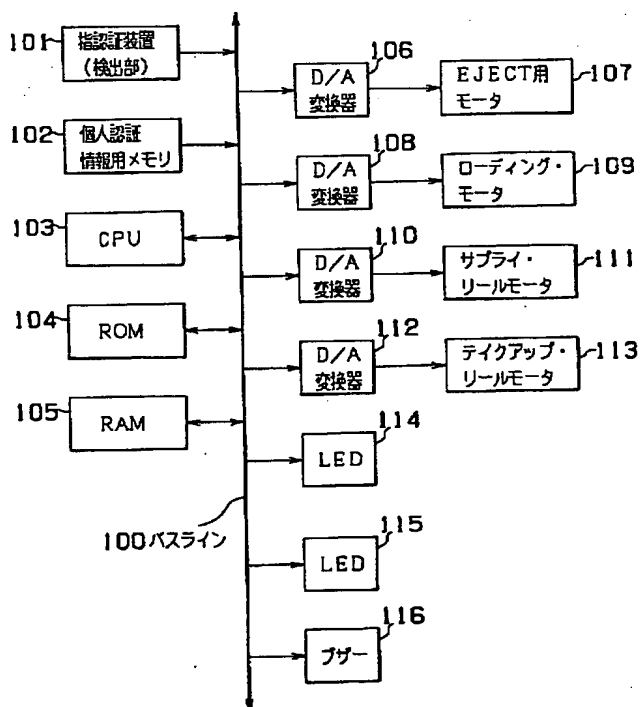 101
指認証装置
(検出部)
102
個人認証
情報用メモリ
103
CPU
104
ROM
105
RAM
100バスライン
106
D/A
変換器
EJECT用
モータ
107
108
D/A
変換器
ローディング・
モータ
109
110
D/A
変換器
サプライ・
リールモータ
111
112
D/A
変換器
テイクアップ・
リールモータ
113
114
LED
115
LED
116
ブザー